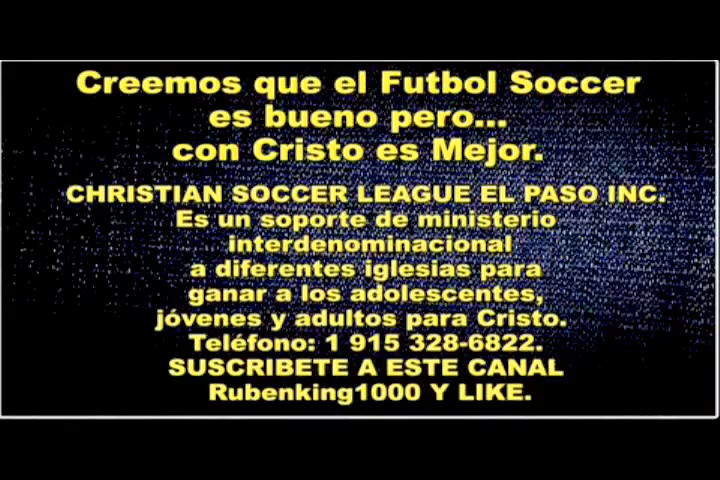 Creemos que el Futbol Soccer
es bueno pero...
con Cristo es Mejor.
CHRISTIAN SOCCER LEAGUE EL PASO INC.
Es un soporte de ministerio
interdenominacional
a diferentes iglesias para
ganar a los adolescentes,
jóvenes y adultos para Cristo.
Teléfono: 1 915 328-6822.
SUSCRIBETE A ESTE CANAL
Rubenking1000 Y LIKE.